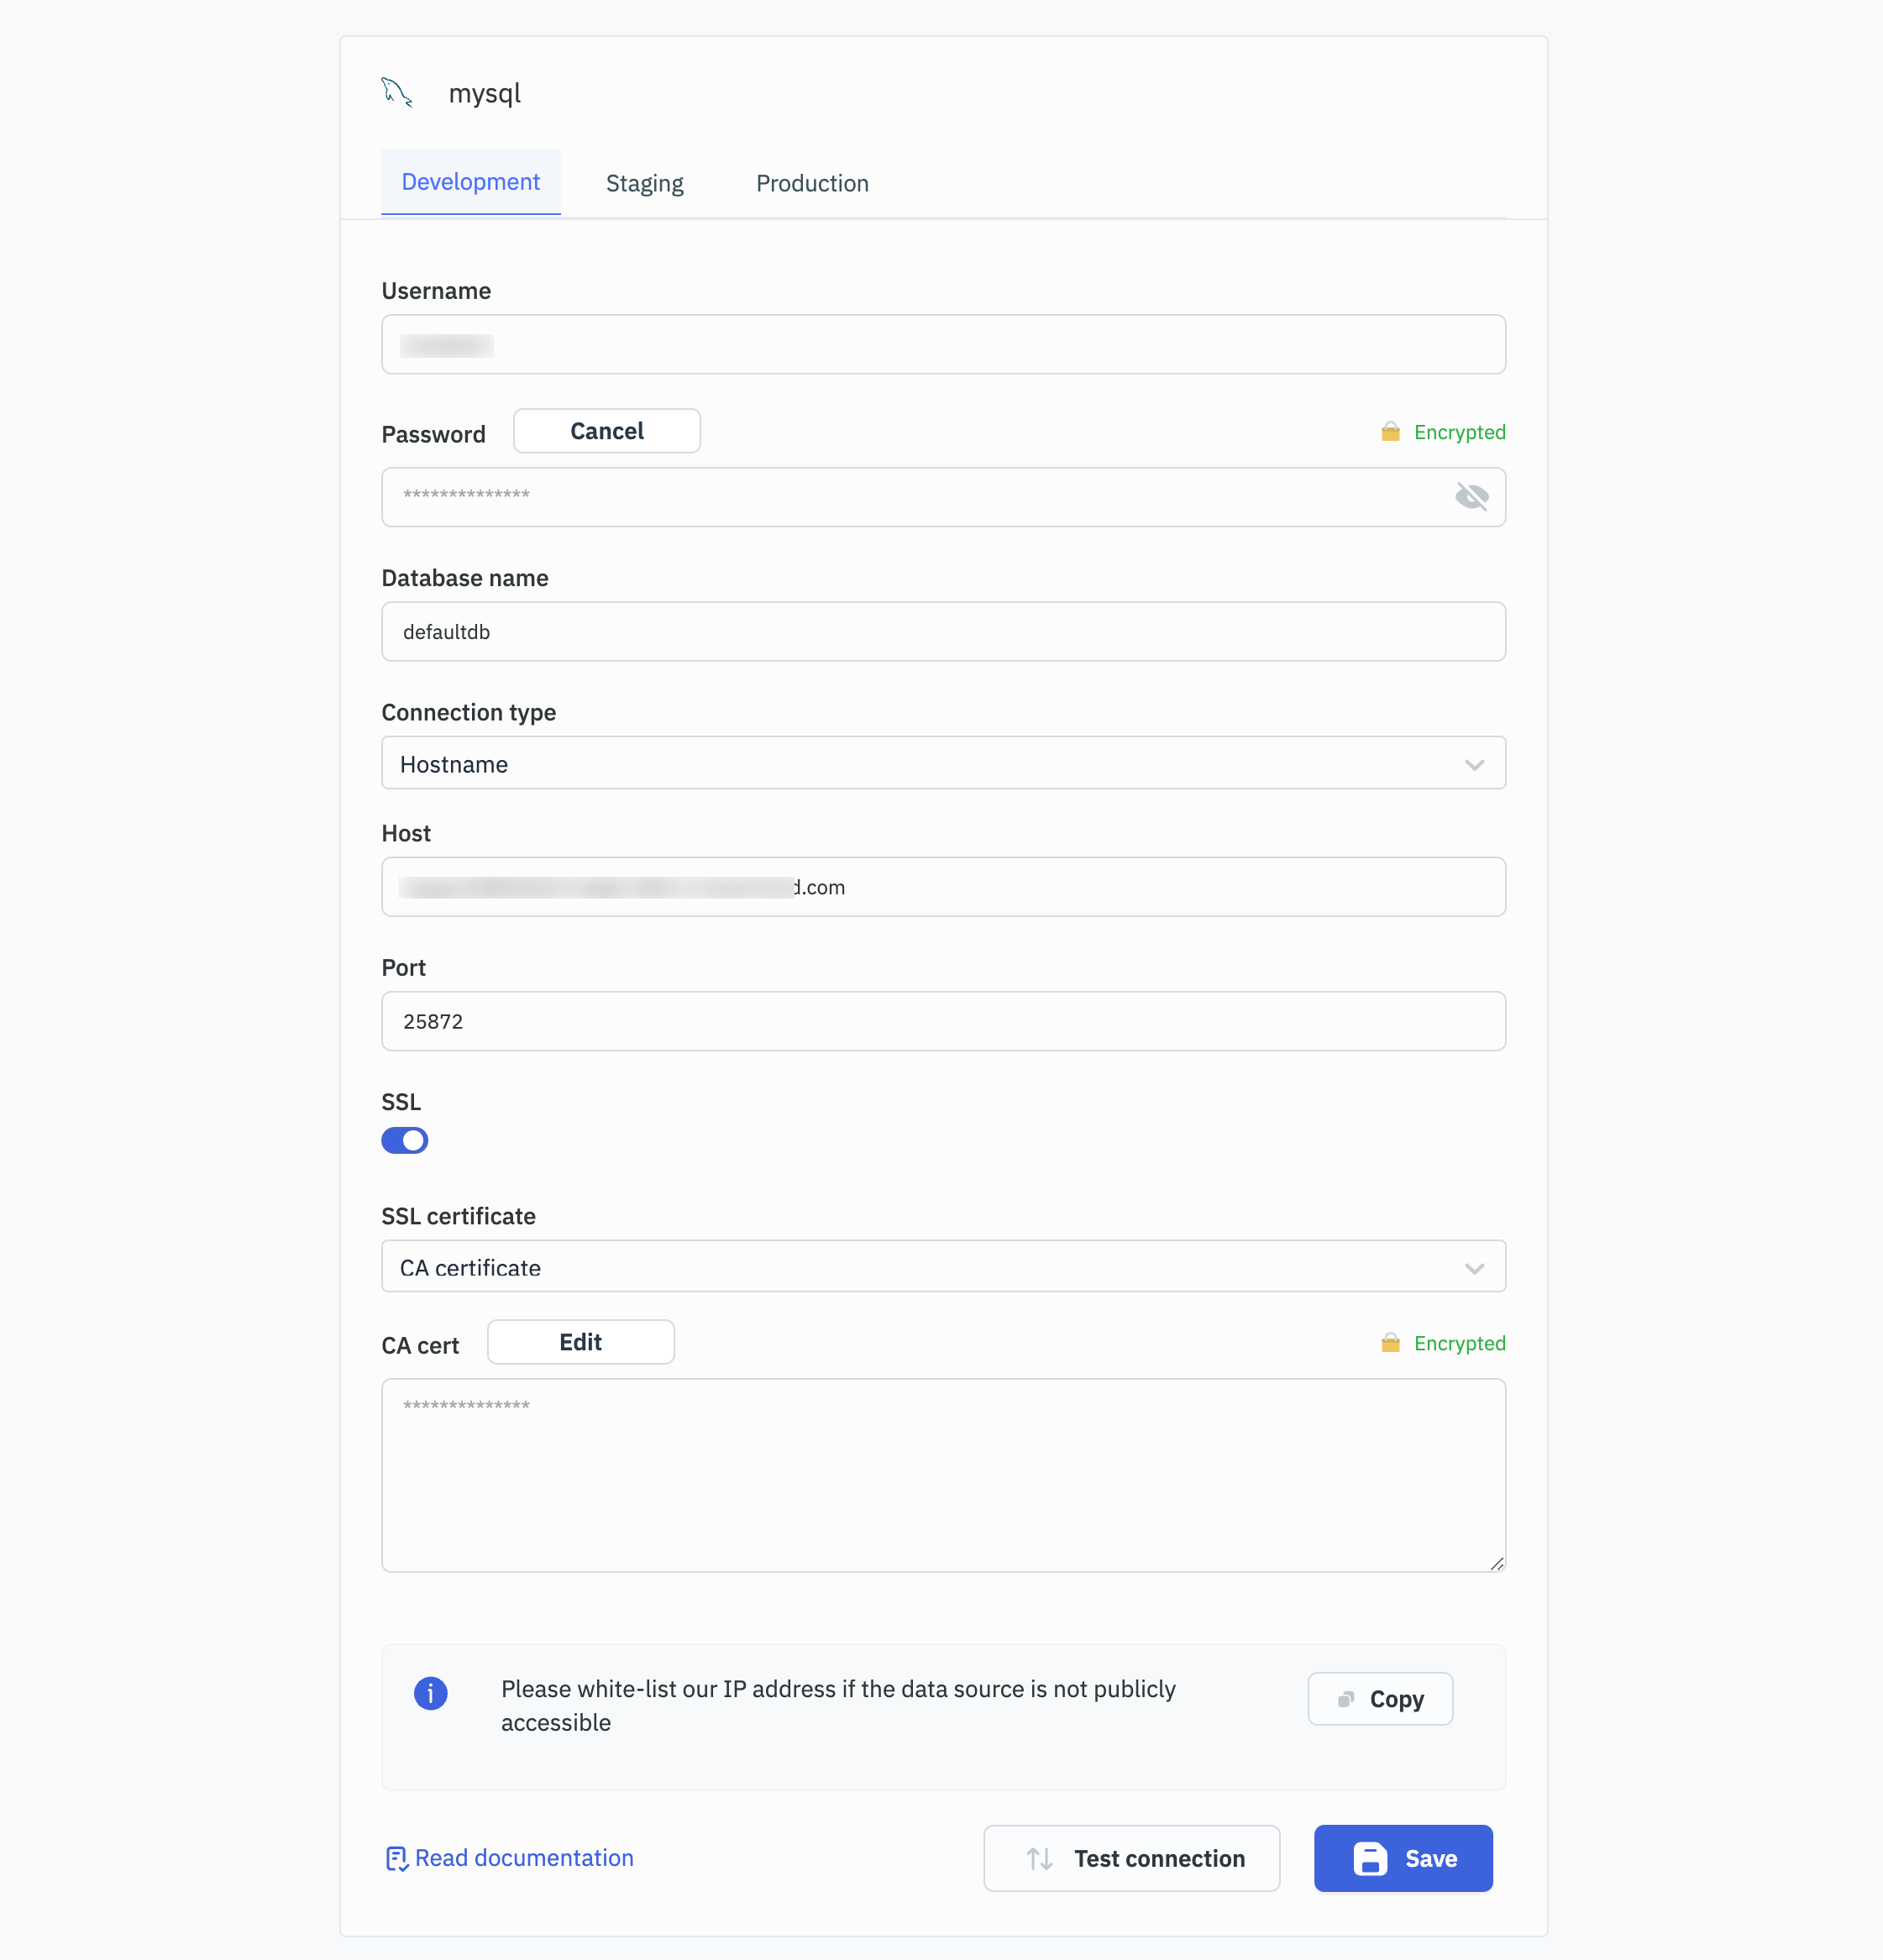 mysql
Development
Staging
Production
Username
Password
Cancel
Encrypted
**************
Database name
defaultdb
Connection type
Hostname
Host
d.com
Port
25872
SSL
SSL certificate
CA certificate
CA cert
Edit
Encrypted
**************
Please white-list our IP address if the data source is not publicly
accessible
Copy
Read documentation
Test connection
Save